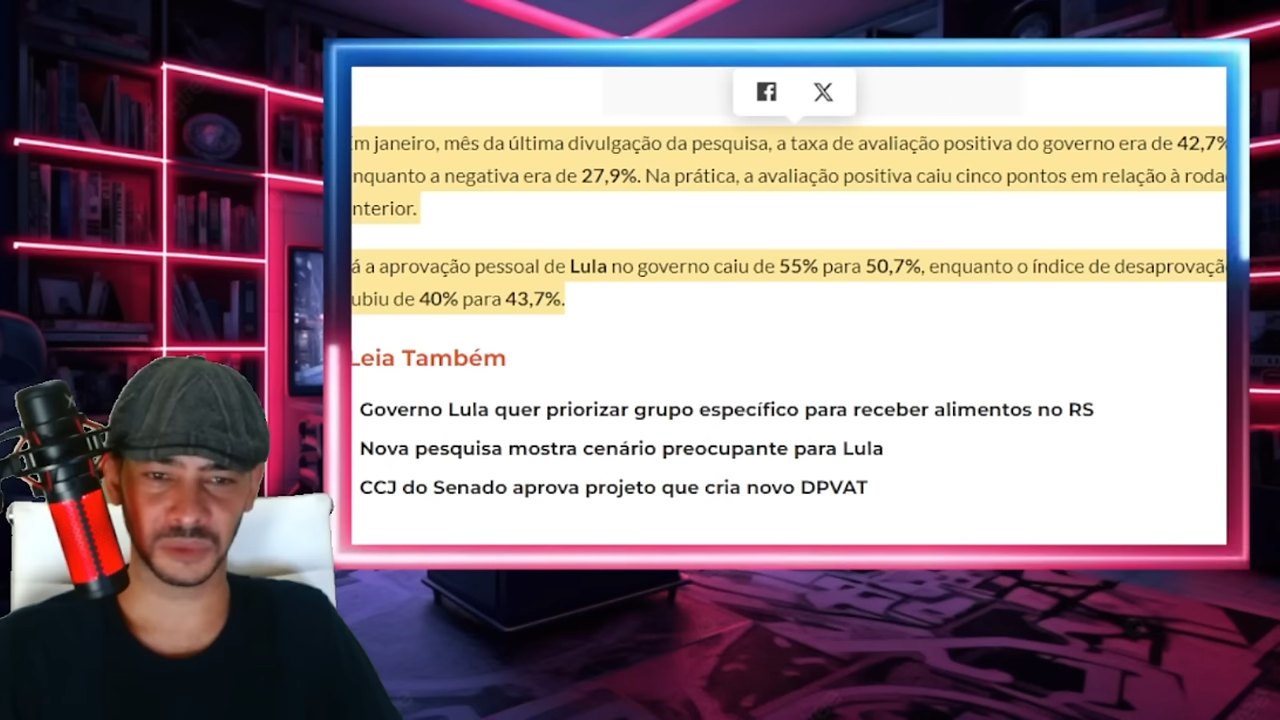 m janeiro, mês da última divulgação da pesquisa, a taxa de avaliação positiva do governo era de 42,7%
nquanto a negativa era de 27,9%. Na prática, a avaliação positiva caiu cinco pontos em relação à roda
nterior.
á a aprovação pessoal de Lula no governo caiu de 55% para 50,7%, enquanto o índice de desaprovaçã
ubiu de 40% para 43,7%.
Leia Também
Governo Lula quer priorizar grupo específico para receber alimentos no RS
Nova pesquisa mostra cenário preocupante para Lula
CCJ do Senado aprova projeto que cria novo DPVAT